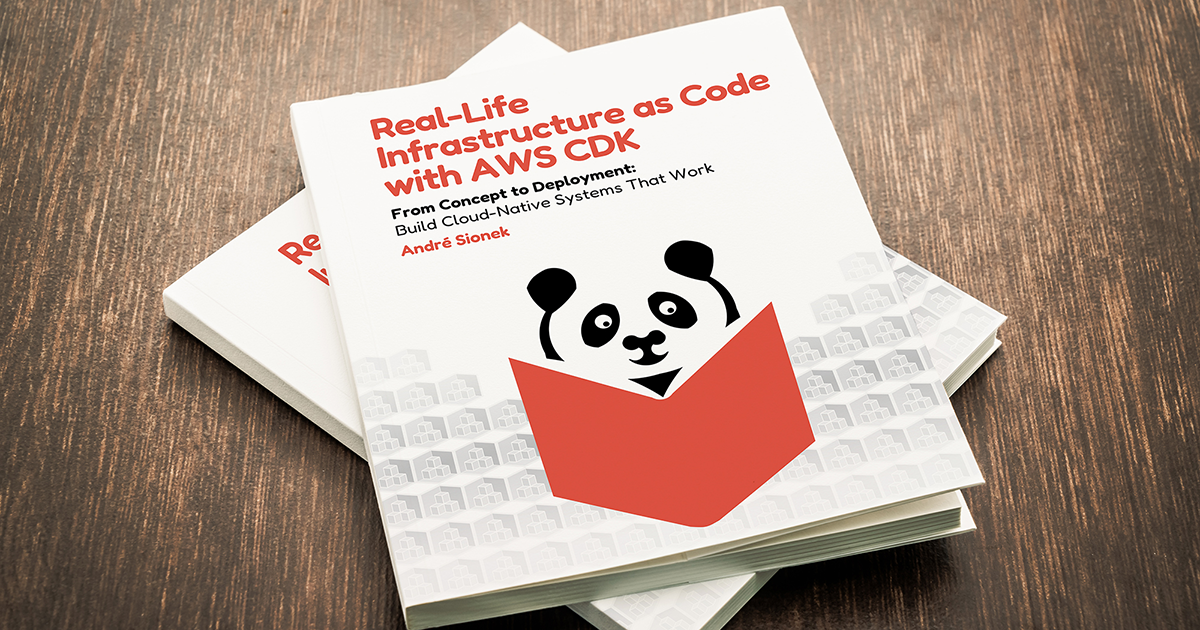 Real-Life
Infrastructure as Code
with AWS CDK
From Concept to Deployment:
Build Cloud-Native Systems That Work
André Sionek
Re